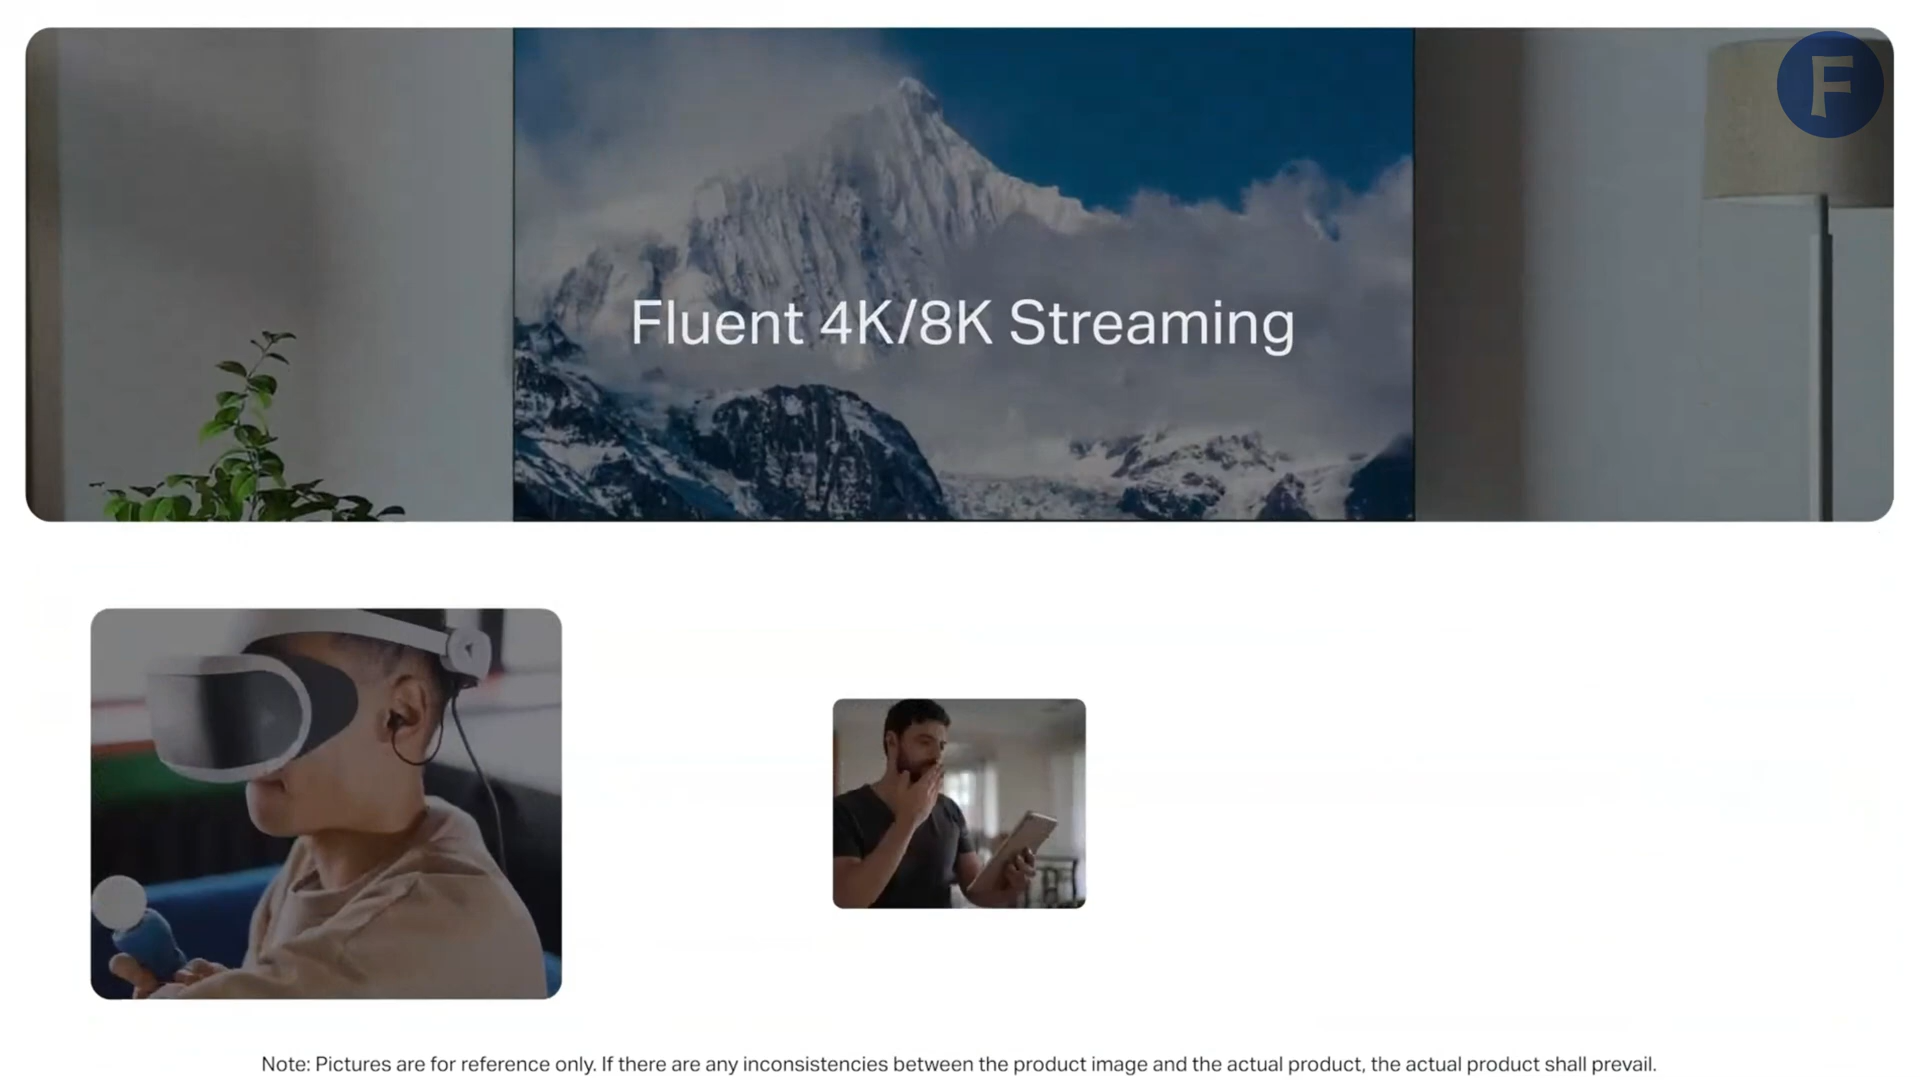 F
Fluent 4K/8K Streaming
Note: Pictures are for reference only. If there are any inconsistencies between the product image and the actual product, the actual product shall prevail.